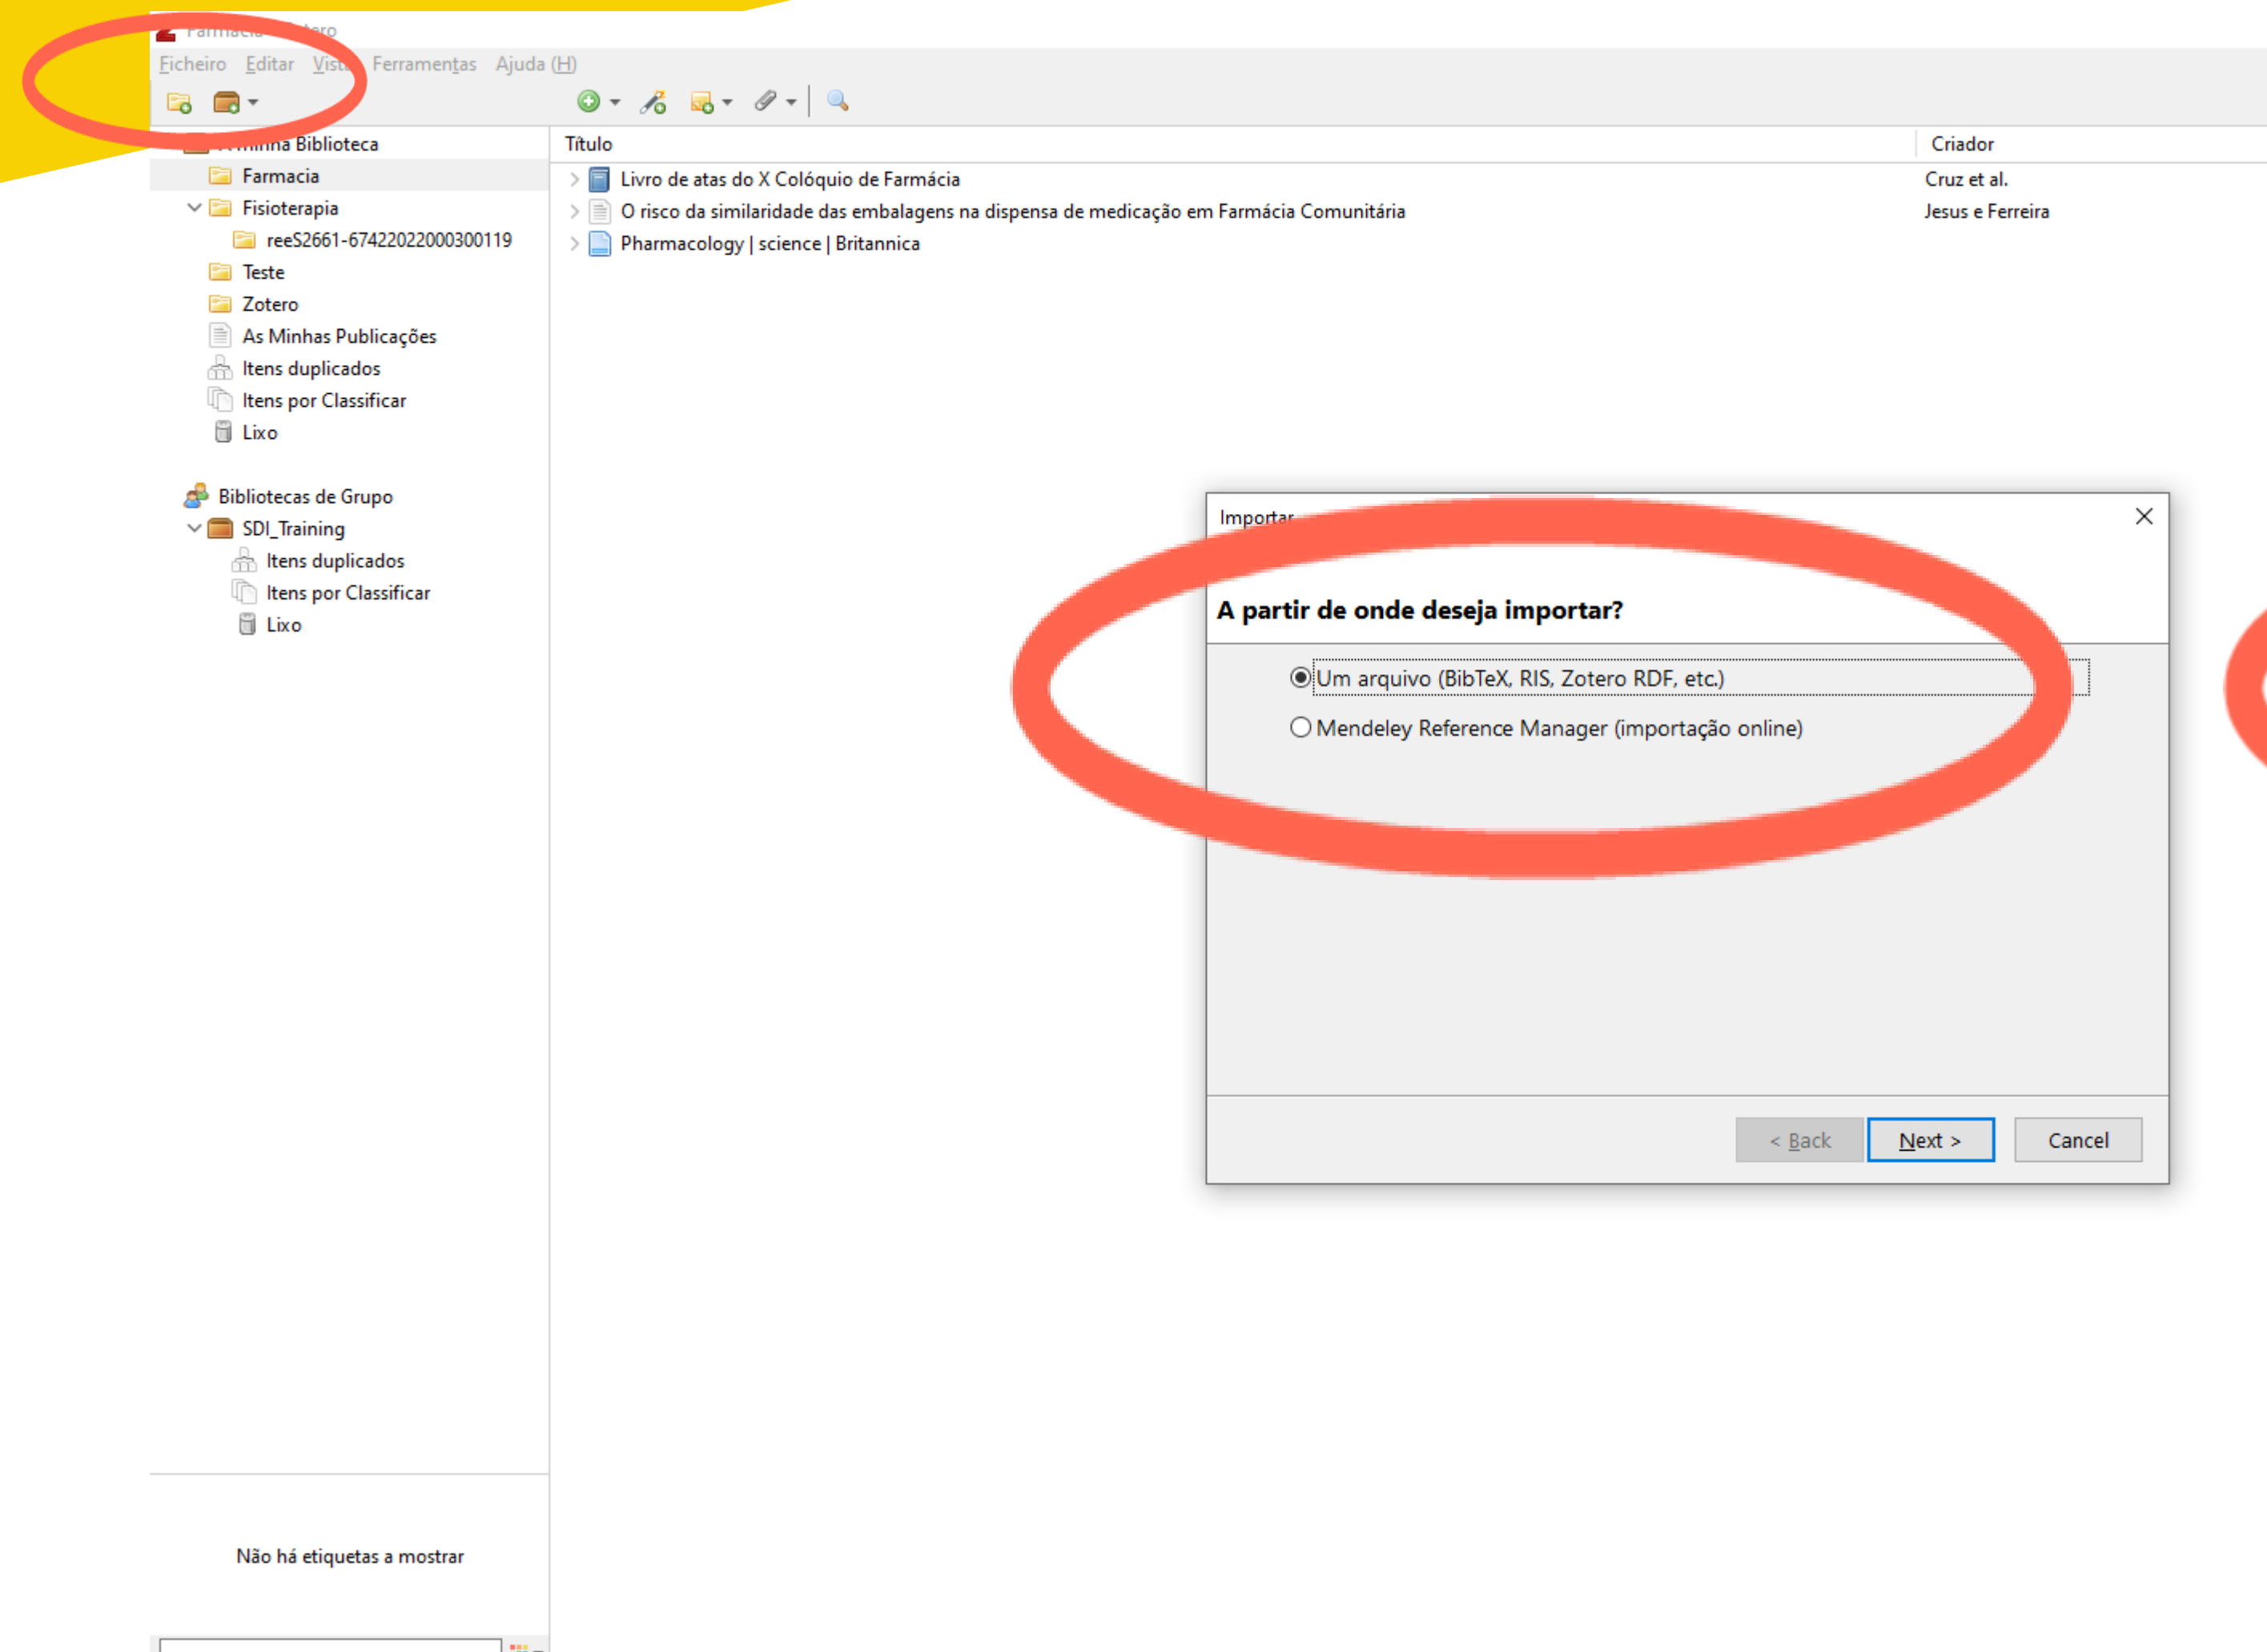 Ficheiro Editar Vista Ferramentas Ajuda (H)
Título Criador
A minha Biblioteca
Farmacia
Fisioterapia
reeS2661-67422022000300119
Teste
Zotero
As Minhas Publicações
Itens duplicados
Itens por Classificar
Lixo
Bibliotecas de Grupo
SDI_Training
Itens duplicados
Itens por Classificar
Lixo
Livro de atas do X Colóquio de Farmácia Cruz et al.
O risco da similaridade das embalagens na dispensa de medicação em Farmácia Comunitária Jesus e Ferreira
Pharmacology | science | Britannica
Importar
A partir de onde deseja importar?
Um arquivo (BibTeX, RIS, Zotero RDF, etc.)
Mendeley Reference Manager (importação online)
< Back Next > Cancel
Não há etiquetas a mostrar